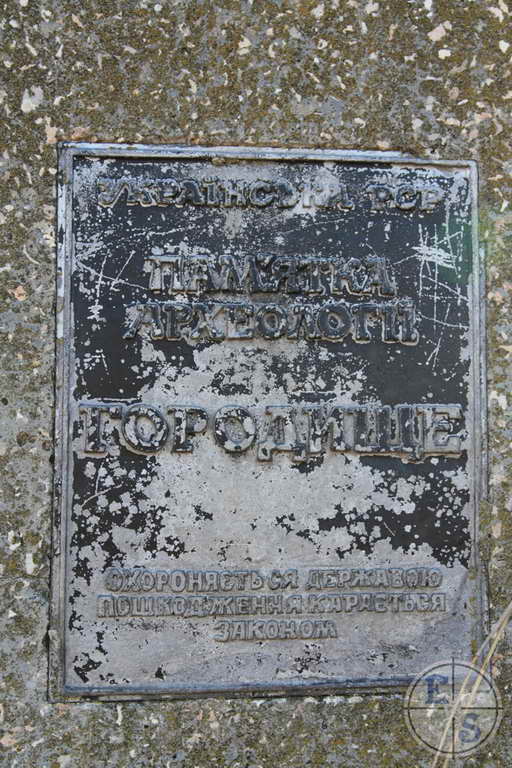 УКРАЇНСЬКА РСР
ПАМ'ЯТКА
АРХЕОЛОГІЇ
ГОРОДИЩЕ
ОХОРОНЯЄТЬСЯ ДЕРЖАВОЮ
ПОШКОДЖЕННЯ КАРАЄТЬСЯ
ЗАКОНОМ
E
S